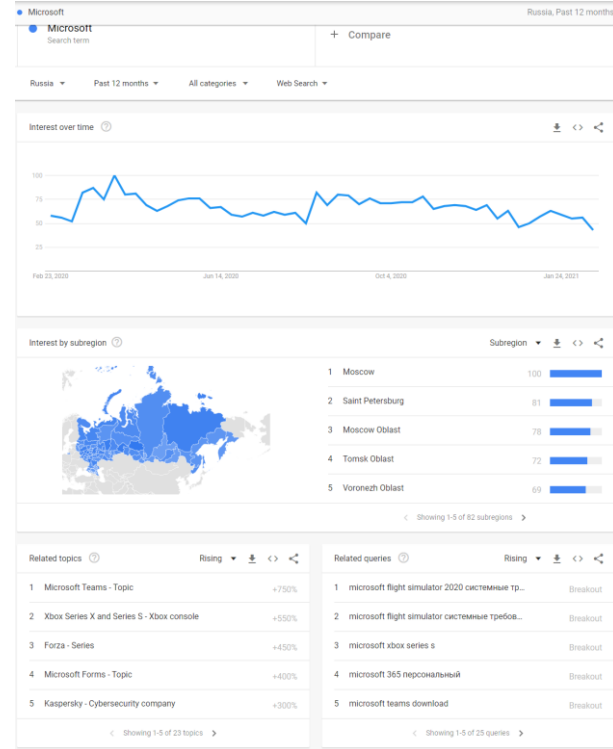 Microsoft
Russia, Past 12 months
Microsoft
Search term
+ Compare
Russia
Past 12 months
All categories
Web Search
Interest over time
100
75
50
25
Feb 23, 2020
Jun 14, 2020
Oct 4, 2020
Jan 24, 2021
Interest by subregion
Subregion
1 Moscow 100
2 Saint Petersburg 81
3 Moscow Oblast 78
4 Tomsk Oblast 72
5 Voronezh Oblast 69
Showing 1-5 of 82 subregions
Related topics
Rising
1 Microsoft Teams - Topic +750%
2 Xbox Series X and Series S - Xbox console +550%
3 Forza - Series +450%
4 Microsoft Forms - Topic +400%
5 Kaspersky - Cybersecurity company +300%
Showing 1-5 of 23 topics
Related queries
Rising
1 microsoft flight simulator 2020 системные тр... Breakout
2 microsoft flight simulator системные требов... Breakout
3 microsoft xbox series s Breakout
4 microsoft 365 персональный Breakout
5 microsoft teams download Breakout
Showing 1-5 of 25 queries